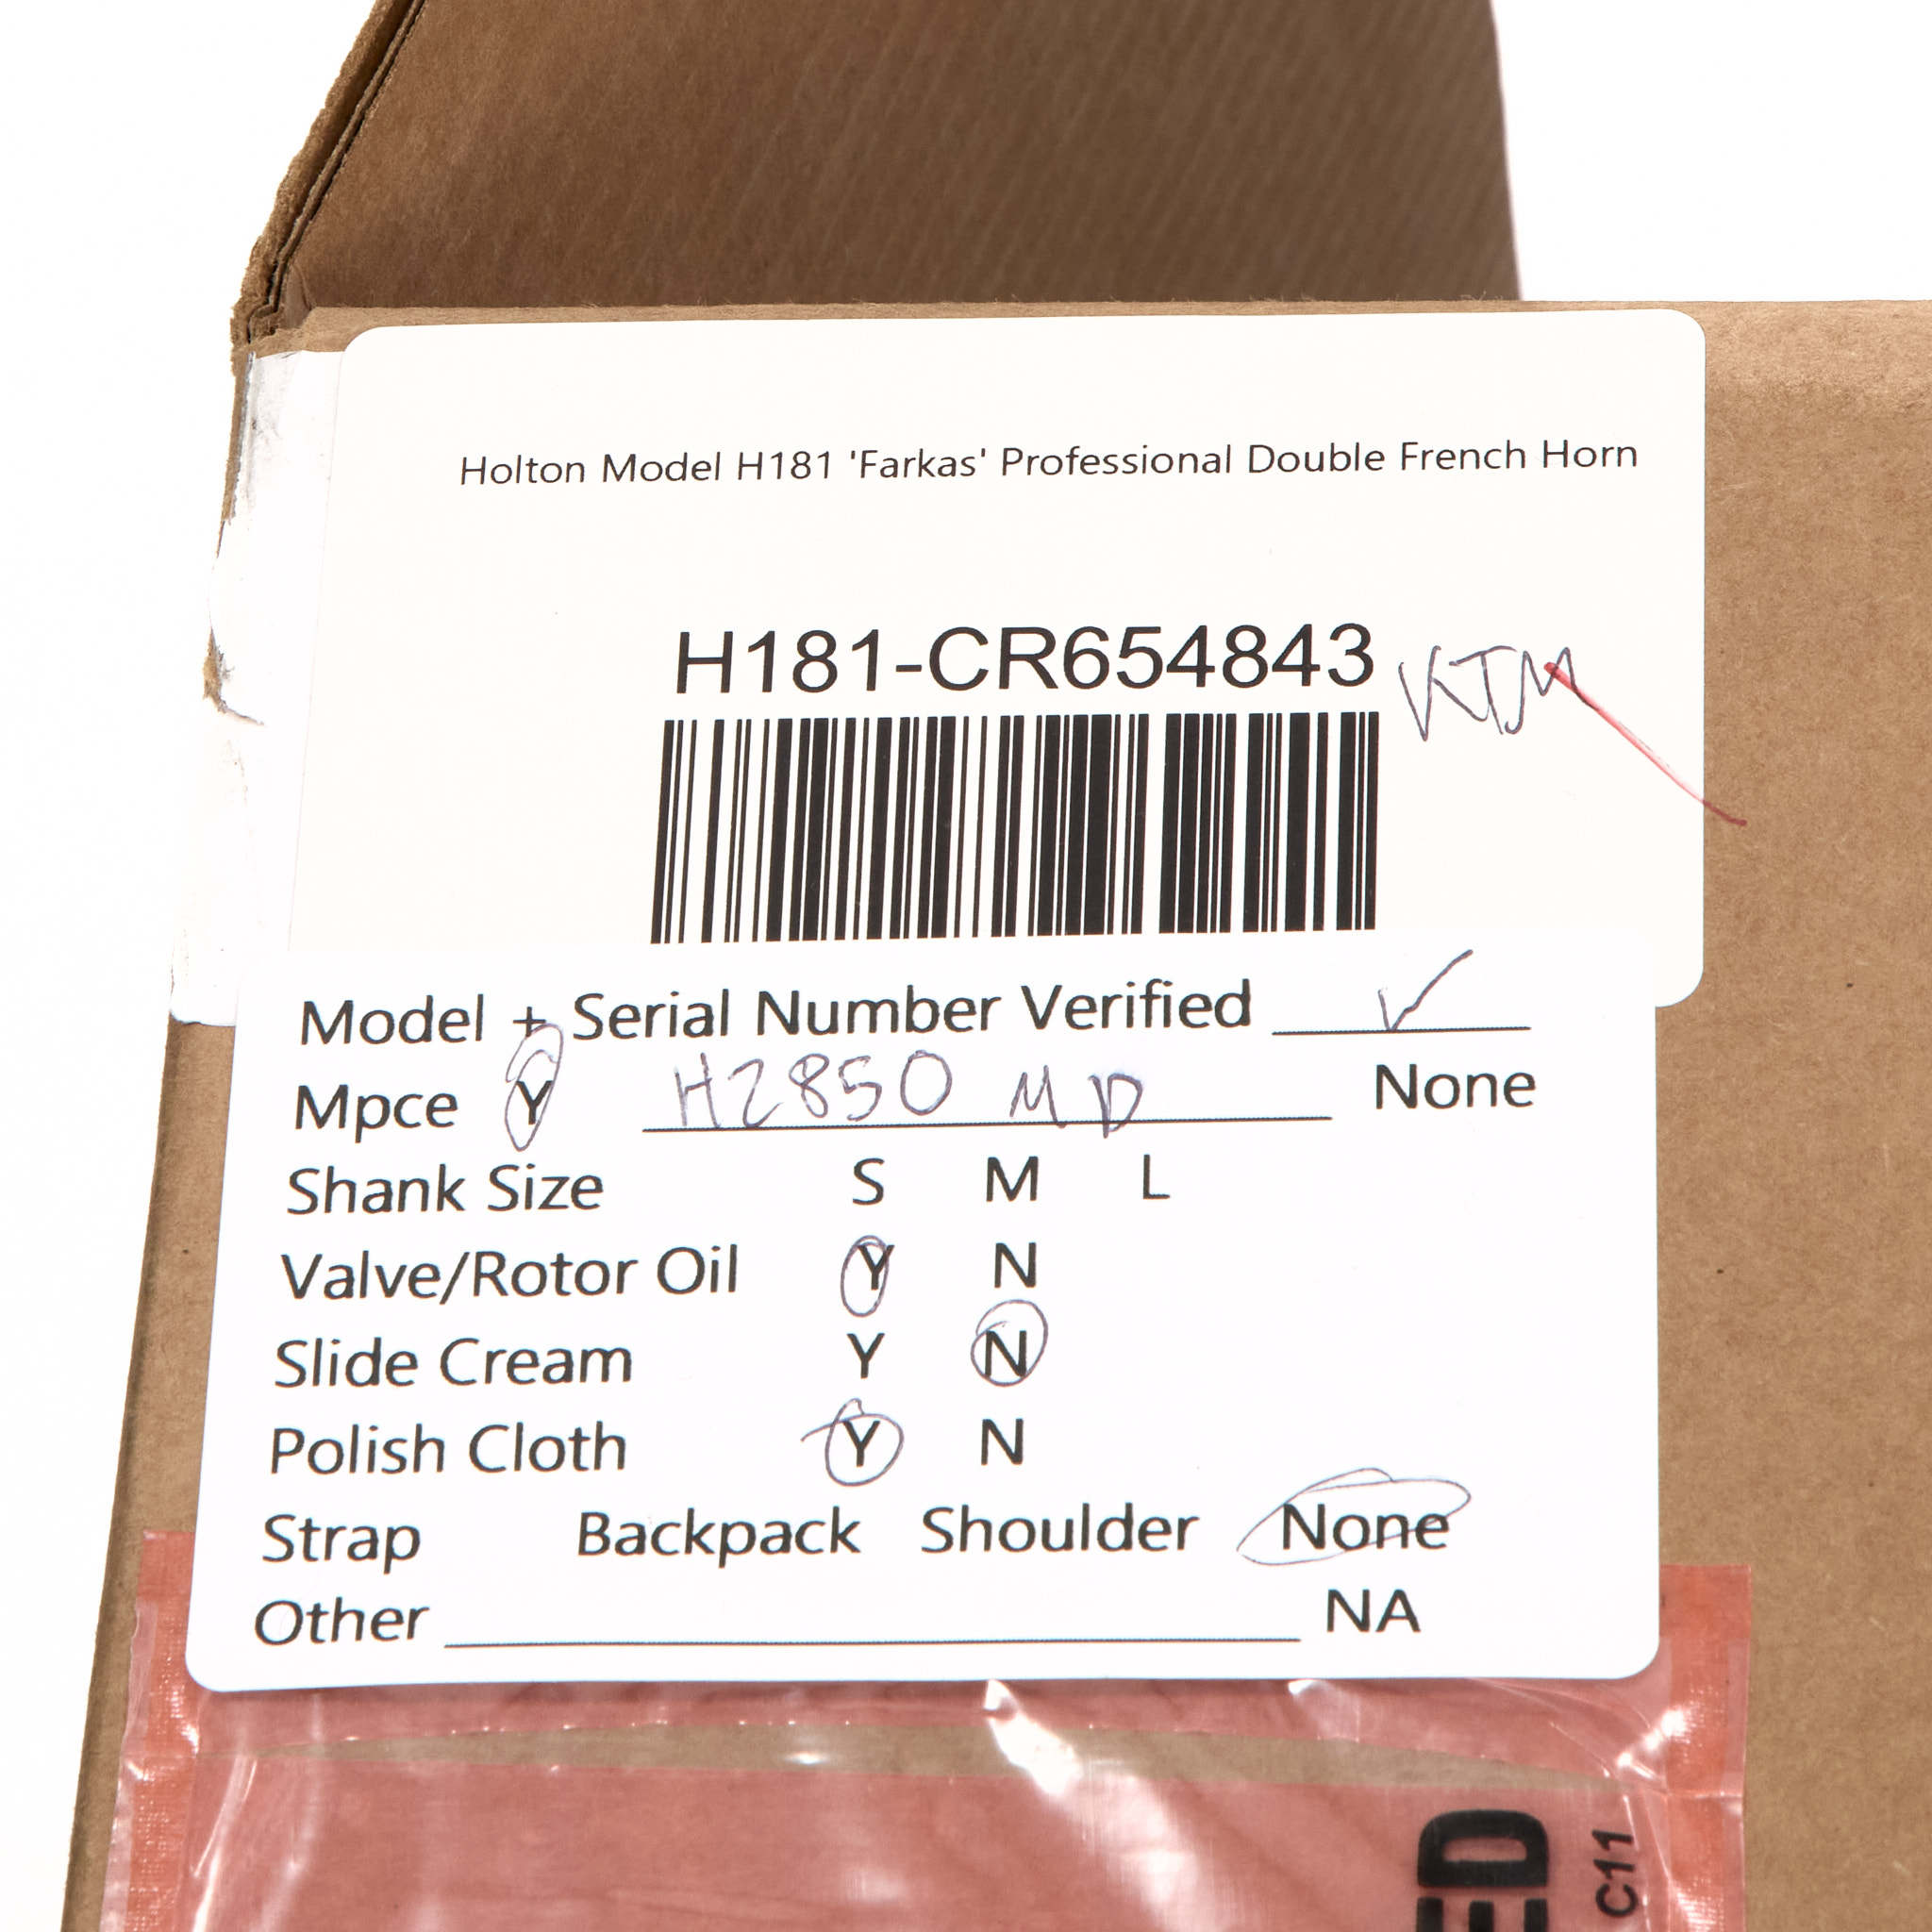 Holton Model H181 'Farkas' Professional Double French Horn
H181-CR654843 KTM
Model + Serial Number Verified ✓
Mpce Y H2850 MD None
Shank Size S M L
Valve/Rotor Oil Y N
Slide Cream Y N
Polish Cloth Y N
Strap Backpack Shoulder None
Other NA
ED
C11